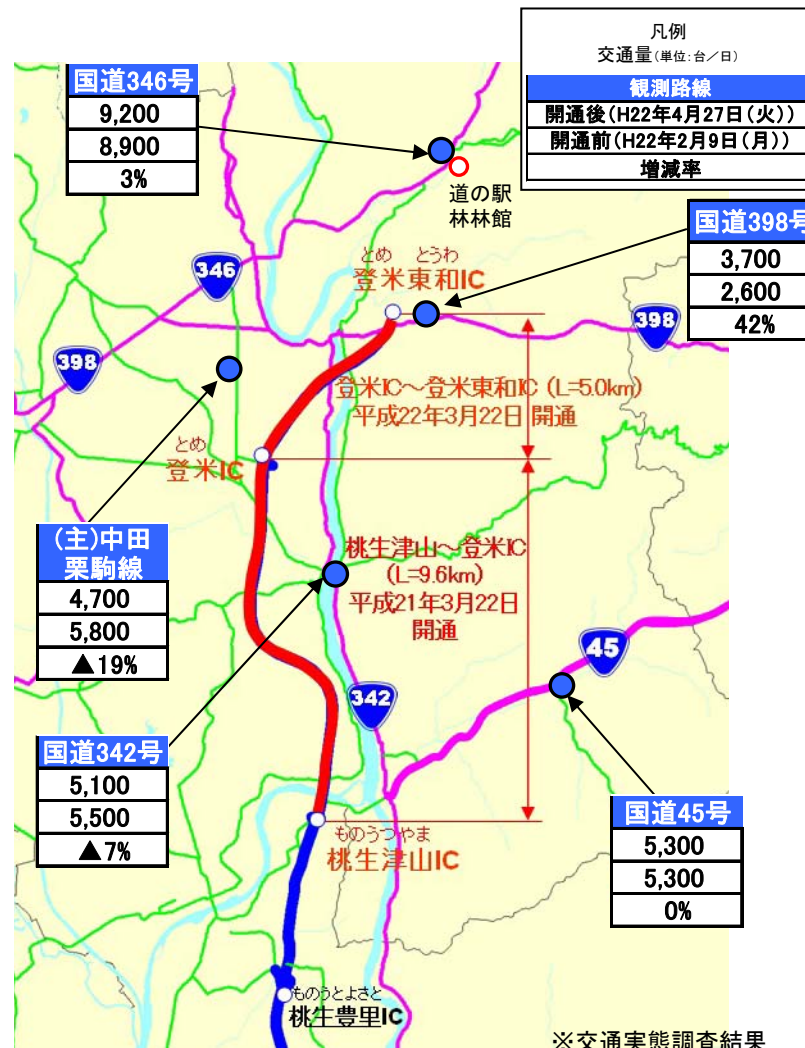 凡例
交通量(単位:台/日)
観測路線
開通後(H22年4月27日(火))
開通前(H22年2月9日(月))
増減率
国道346号
9,200
8,900
3%
道の駅
林林館
国道398号
3,700
2,600
42%
346
とめ とうわ
登米東和IC
398
398
登米IC～登米東和IC (L=5.0km)
平成22年3月22日 開通
とめ
登米IC
(主)中田
栗駒線
4,700
5,800
▲19%
桃生津山～登米IC
(L=9.6km)
平成21年3月22日
開通
45
342
国道342号
5,100
5,500
▲7%
国道45号
5,300
5,300
0%
ものうつやま
桃生津山IC
ものうとよさと
桃生豊里IC
※交通実態調査結果